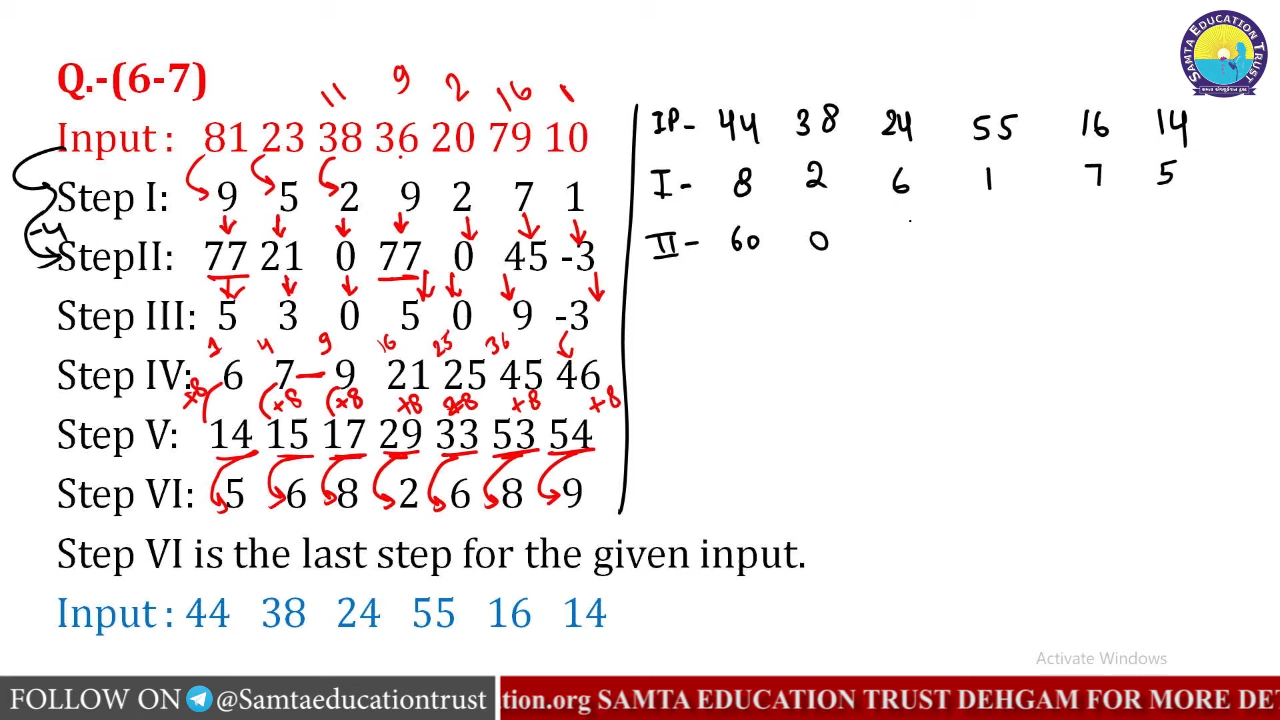 Q.-(6-7)
11 9 2 16 1
Input : 81 23 38 36 20 79 10
Step I: 9 5 2 9 2 7 1
-4
StepII: 77 21 0 77 0 45 -3
Step III: 5 3 0 5 0 9 -3
1 4 9 16 25 36
Step IV: 6 7 9 21 25 45 46
+8 +8 +8 +8 +8 +8 +8
Step V: 14 15 17 29 33 53 54
Step VI: 5 6 8 2 6 8 9
Step VI is the last step for the given input.
Input : 44 38 24 55 16 14
IP- 44 38 24 55 16 14
I- 8 2 6 1 7 5
II- 60 0
SAMTA EDUCATION TRUST
Activate Windows
FOLLOW ON @Samtaeducationtrust
tion.org SAMTA EDUCATION TRUST DEHGAM FOR MORE DET